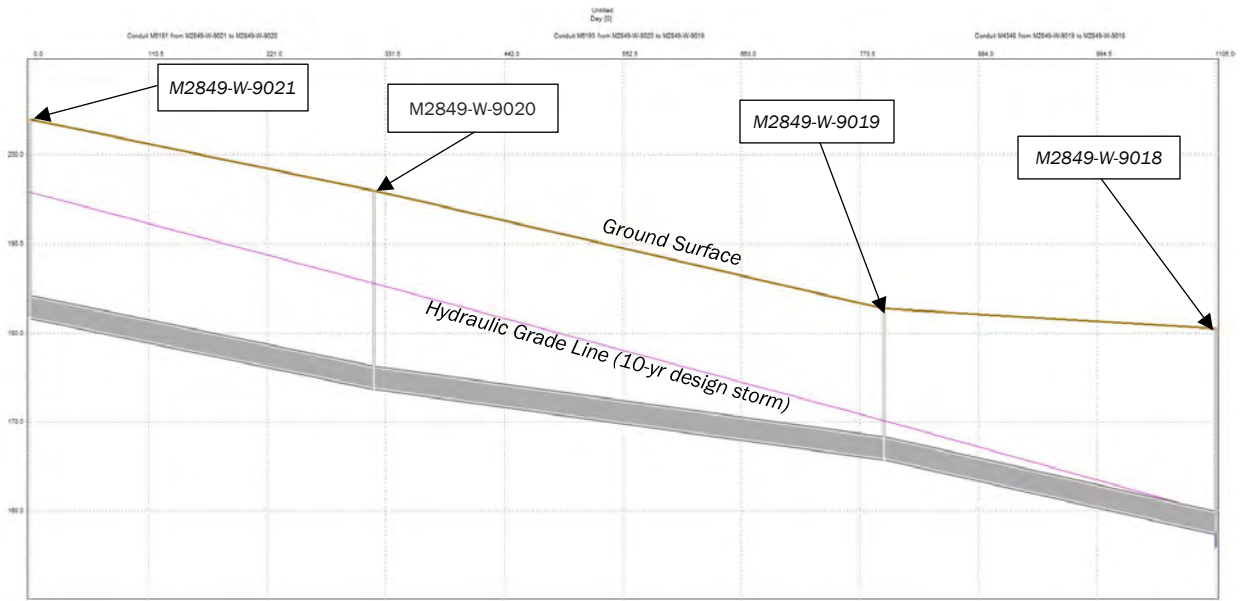 Untitled
Day [0]
Conduit M5191 from M2849-W-9021 to M2849-W-9020 Conduit M5193 from M2849-W-9020 to M2849-W-9019 Conduit M4348 from M2849-W-9019 to M2849-W-9018
0.0 110.5 221.0 331.5 442.0 552.5 663.0 773.5 884.0 994.5 1105.0
M2849-W-9021
M2849-W-9020
M2849-W-9019
M2849-W-9018
200.0
190.0
180.0
170.0
160.0
Ground Surface
Hydraulic Grade Line (10-yr design storm)